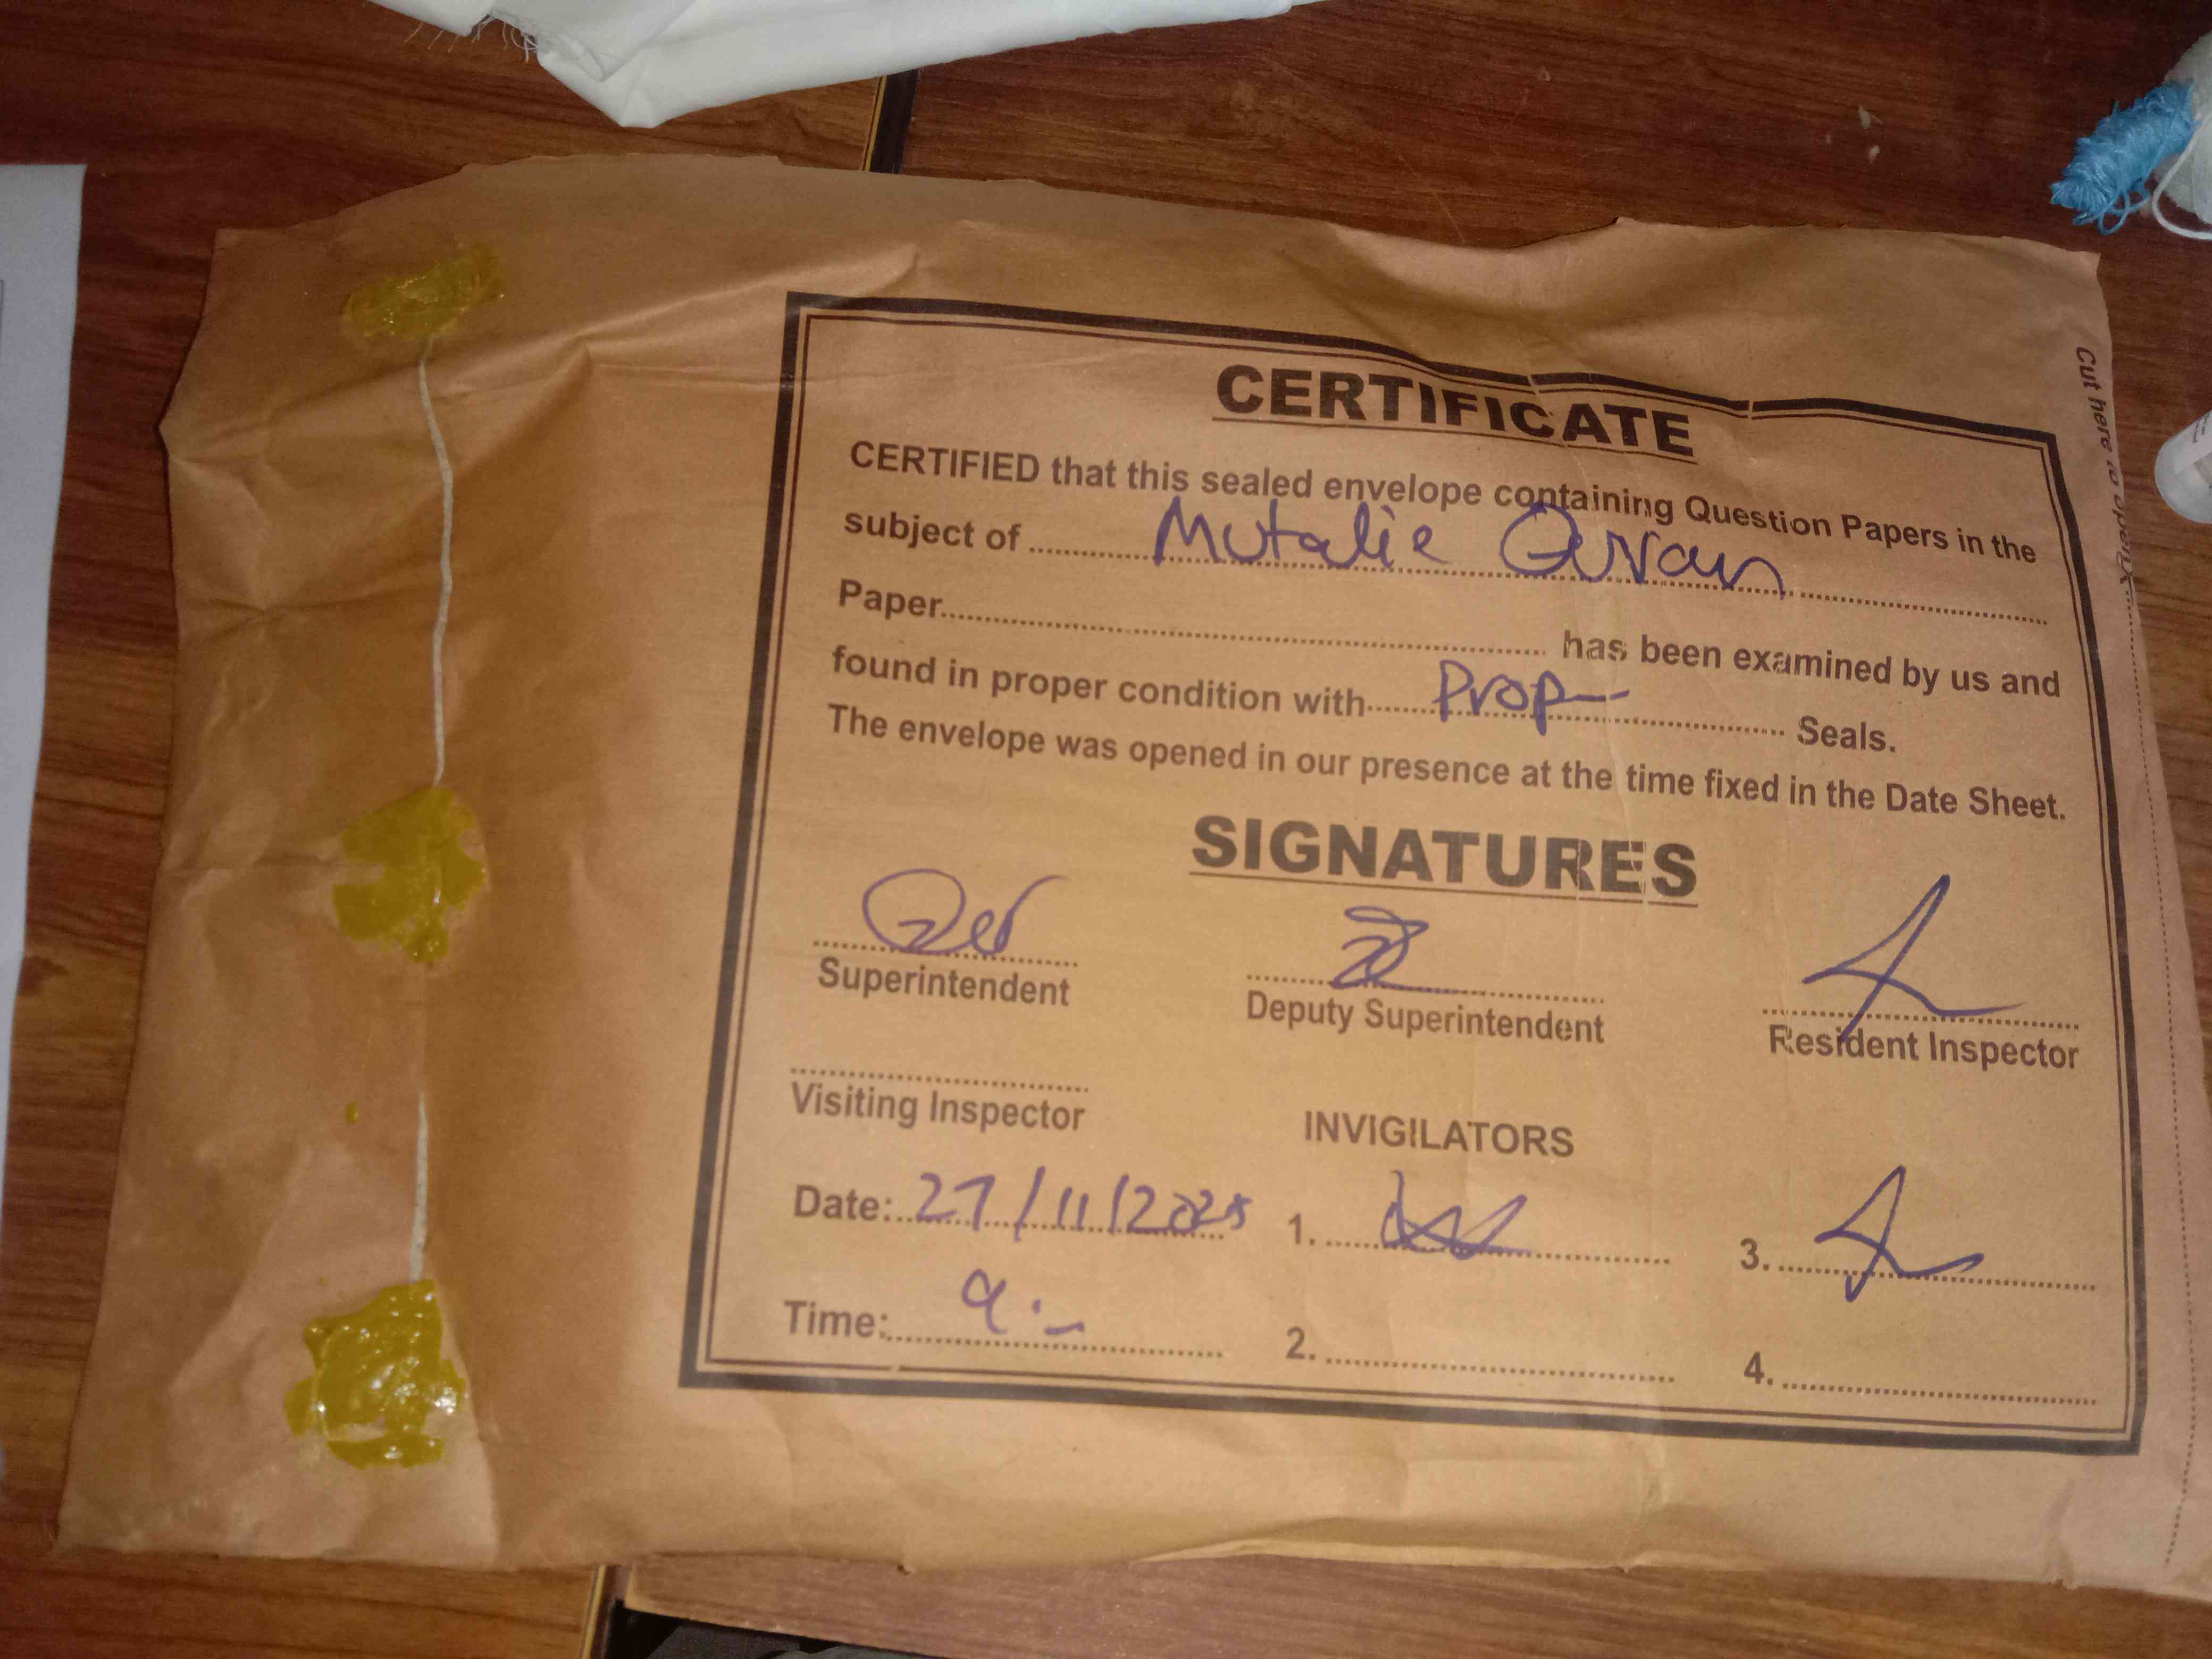 CERTIFICATE
CERTIFIED that this sealed envelope containing Question Papers in the
subject of Mutalie Quran
Paper has been examined by us and
found in proper condition with Prop Seals.
The envelope was opened in our presence at the time fixed in the Date Sheet.
SIGNATURES
Superintendent
Deputy Superintendent
Resident Inspector
Visiting Inspector
INVIGILATORS
Date: 27/11/2025
1.
3.
Time: 9:-
2.
4.
Cut here to open